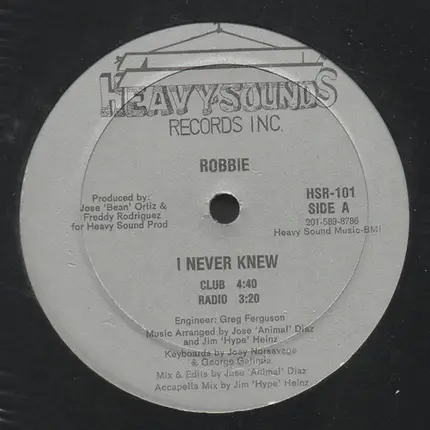 HEAVY SOUNDS
RECORDS INC.
ROBBIE
Produced by:
Jose 'Bean' Ortiz &
Freddy Rodriguez
for Heavy Sound Prod
HSR-101
SIDE A
201-589-8786
Heavy Sound Music-BMI
I NEVER KNEW
CLUB 4:40
RADIO 3:20
Engineer: Greg Ferguson
Music Arranged by Jose 'Animal' Diaz
and Jim 'Hype' Heinz
Keyboards by Joey
& George
Mix & Edits by Jose 'Animal' Diaz
Accapella Mix by Jim 'Hype' Heinz